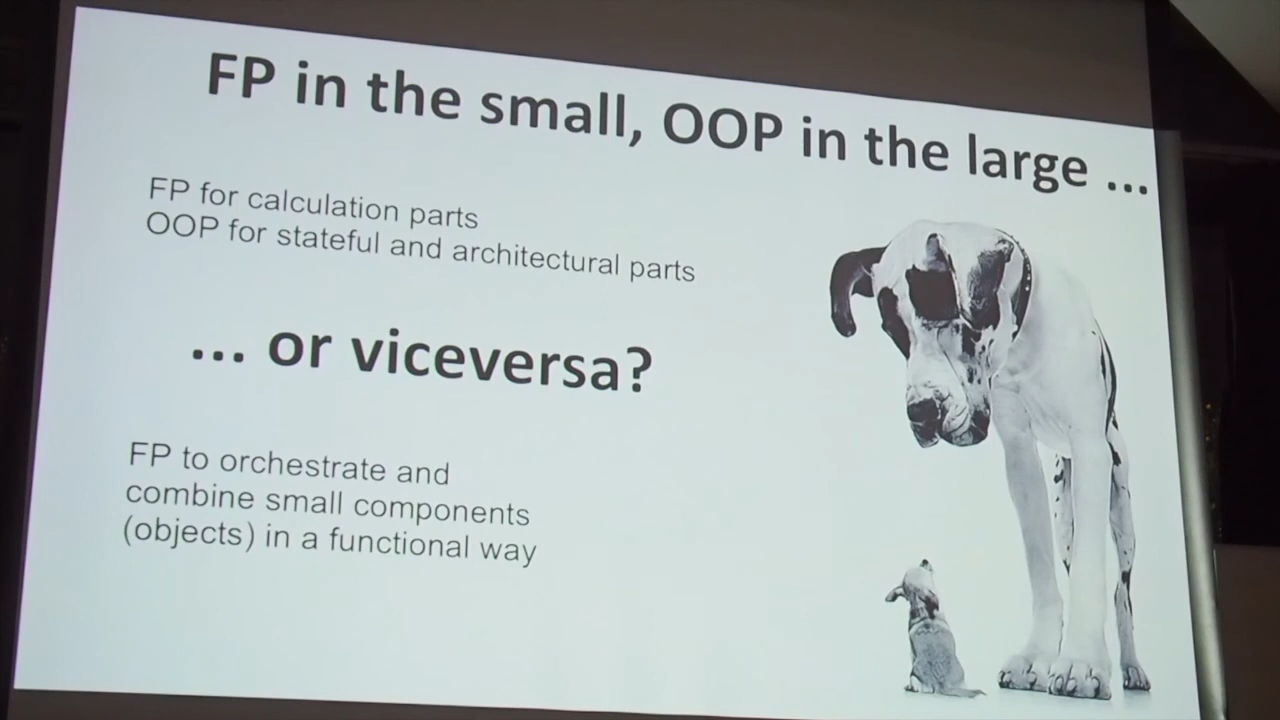 FP in the small, OOP in the large ...
FP for calculation parts
OOP for stateful and architectural parts
... or viceversa?
FP to orchestrate and
combine small components
(objects) in a functional way